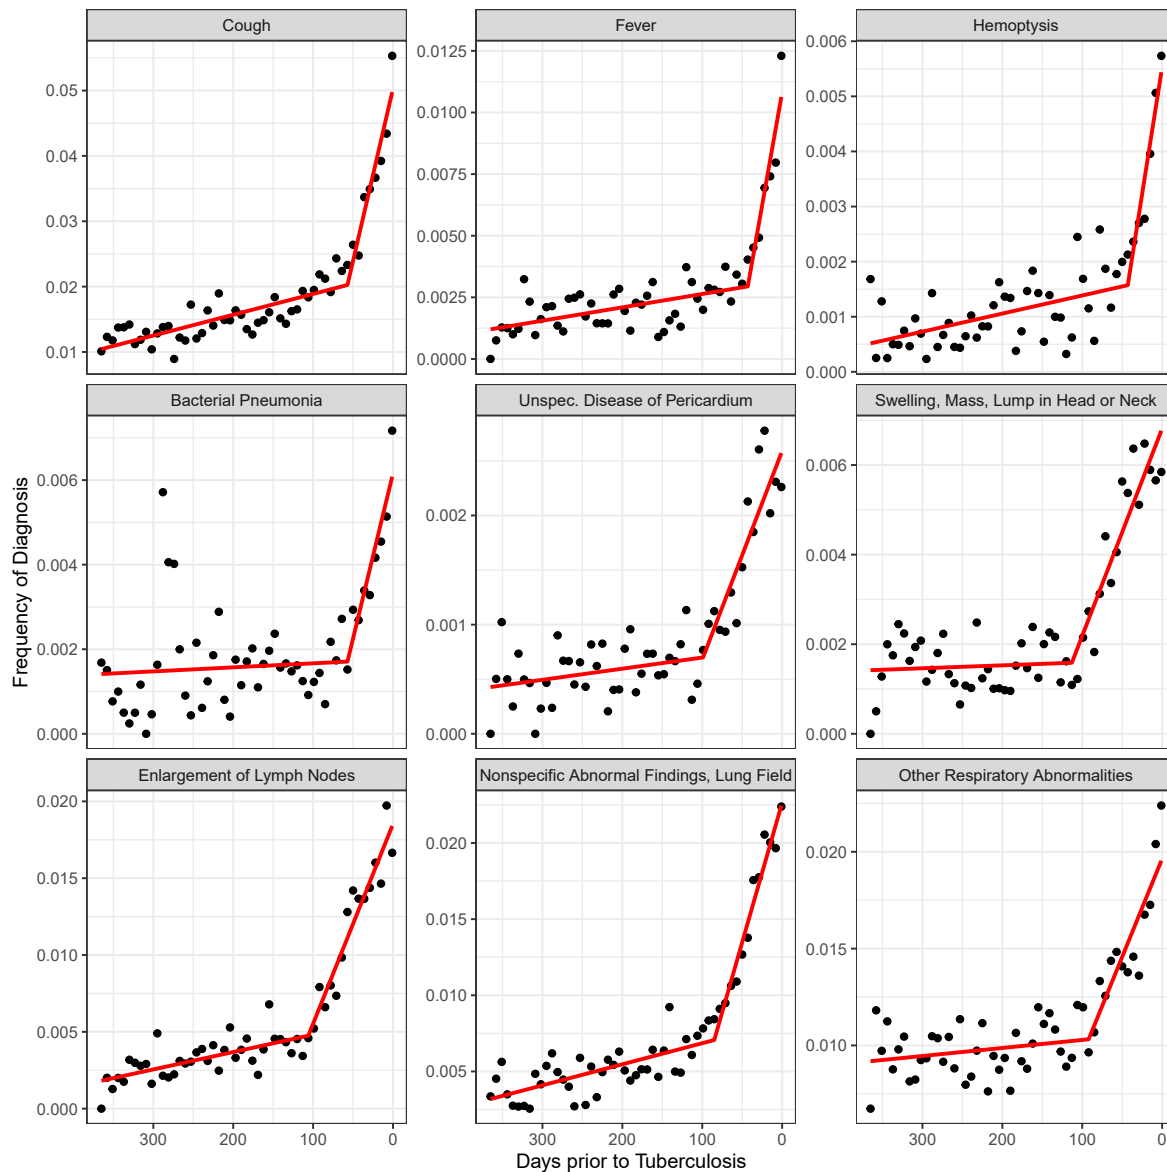 Cough
Fever
Hemoptysis
0.05
0.04
0.03
0.02
0.01
0.0125
0.0100
0.0075
0.0050
0.0025
0.0000
0.006
0.005
0.004
0.003
0.002
0.001
0.000
Bacterial Pneumonia
Unspec. Disease of Pericardium
Swelling, Mass, Lump in Head or Neck
Frequency of Diagnosis
0.006
0.004
0.002
0.000
0.002
0.001
0.000
0.006
0.004
0.002
0.000
Enlargement of Lymph Nodes
Nonspecific Abnormal Findings, Lung Field
Other Respiratory Abnormalities
0.020
0.015
0.010
0.005
0.000
0.020
0.015
0.010
0.005
0.020
0.015
0.010
300 200 100 0
300 200 100 0
300 200 100 0
Days prior to Tuberculosis